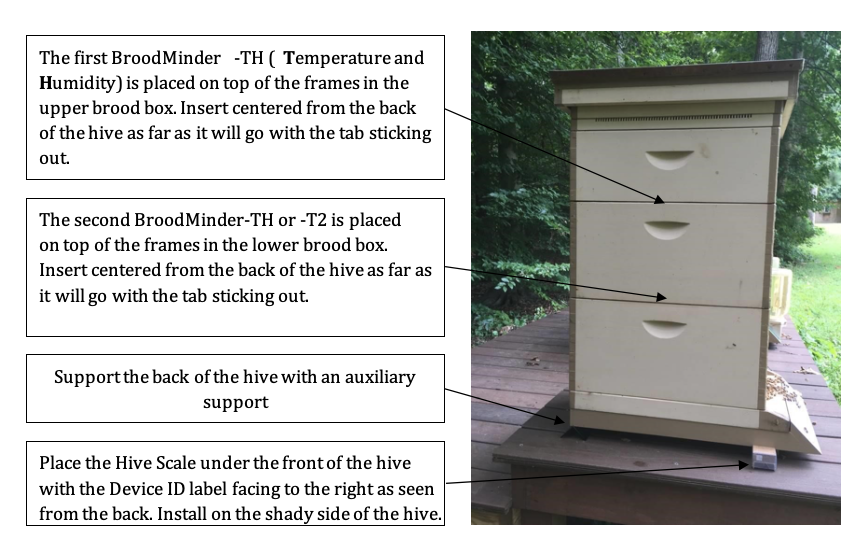 The first BroodMinder -TH ( Temperature and
Humidity) is placed on top of the frames in the
upper brood box. Insert centered from the back
of the hive as far as it will go with the tab sticking
out.
The second BroodMinder-TH or -T2 is placed
on top of the frames in the lower brood box.
Insert centered from the back of the hive as far as
it will go with the tab sticking out.
Support the back of the hive with an auxiliary
support
Place the Hive Scale under the front of the hive
with the Device ID label facing to the right as seen
from the back. Install on the shady side of the hive.